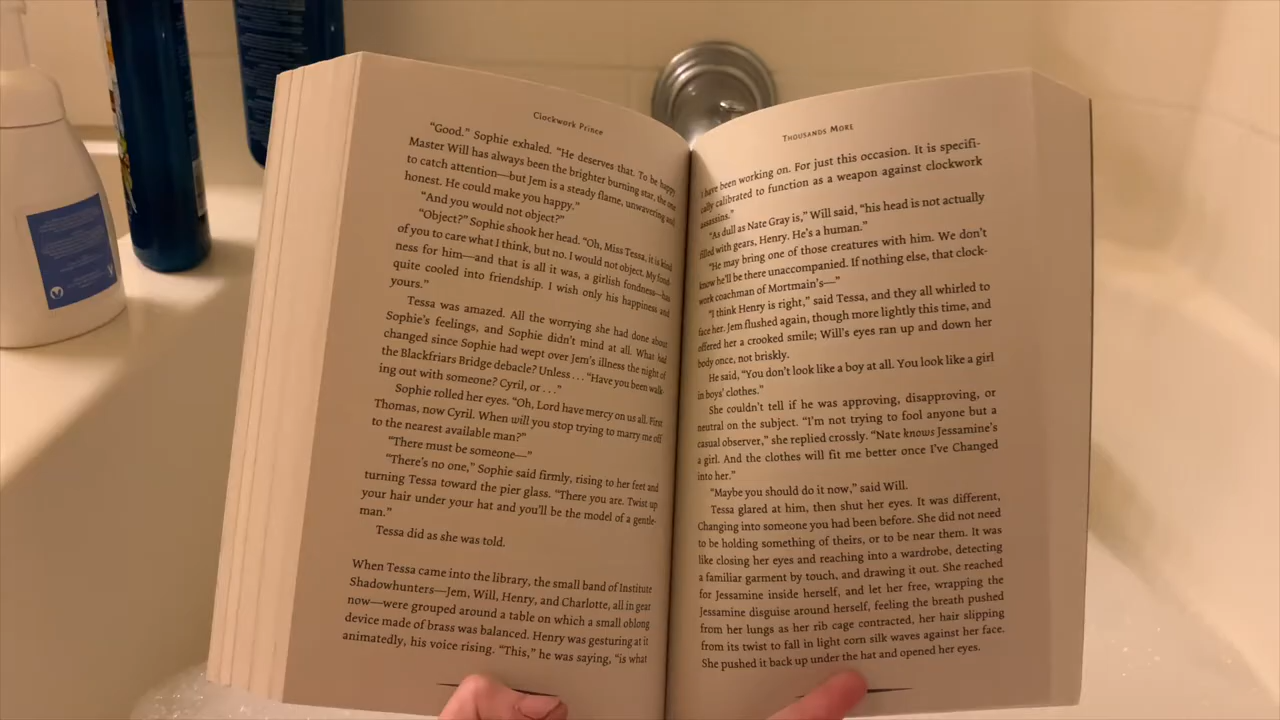 Clockwork Prince
“Good.” Sophie exhaled. “He deserves that. To be happy.
Master Will has always been the brighter burning star, the one
to catch attention—but Jem is a steady flame, unwavering and
honest. He could make you happy.”
“And you would not object?”
“Object?” Sophie shook her head. “Oh, Miss Tessa, it is kind
of you to care what I think, but no. I would not object. My fond-
ness for him—and that is all it was, a girlish fondness—has
quite cooled into friendship. I wish only his happiness and
yours.”
Tessa was amazed. All the worrying she had done about
Sophie’s feelings, and Sophie didn’t mind at all. What had
changed since Sophie had wept over Jem’s illness the night of
the Blackfriars Bridge debacle? Unless . . . “Have you been walk-
ing out with someone? Cyril, or . . .”
Sophie rolled her eyes. “Oh, Lord have mercy on us all. First
Thomas, now Cyril. When will you stop trying to marry me off
to the nearest available man?”
“There must be someone—”
“There’s no one,” Sophie said firmly, rising to her feet and
turning Tessa toward the pier glass. “There you are. Twist up
your hair under your hat and you’ll be the model of a gentle-
man.”
Tessa did as she was told.
When Tessa came into the library, the small band of Institute
Shadowhunters—Jem, Will, Henry, and Charlotte, all in gear
now—were grouped around a table on which a small oblong
device made of brass was balanced. Henry was gesturing at it
animatedly, his voice rising. “This,” he was saying, “is what
Thousands More
I have been working on. For just this occasion. It is specifi-
cally calibrated to function as a weapon against clockwork
assassins.”
“As dull as Nate Gray is,” Will said, “his head is not actually
filled with gears, Henry. He’s a human.”
“He may bring one of those creatures with him. We don’t
know he’ll be there unaccompanied. If nothing else, that clock-
work coachman of Mortmain’s—”
“I think Henry is right,” said Tessa, and they all whirled to
face her. Jem flushed again, though more lightly this time, and
offered her a crooked smile; Will’s eyes ran up and down her
body once, not briskly.
He said, “You don’t look like a boy at all. You look like a girl
in boys’ clothes.”
She couldn’t tell if he was approving, disapproving, or
neutral on the subject. “I’m not trying to fool anyone but a
casual observer,” she replied crossly. “Nate knows Jessamine’s
a girl. And the clothes will fit me better once I’ve Changed
into her.”
“Maybe you should do it now,” said Will.
Tessa glared at him, then shut her eyes. It was different,
Changing into someone you had been before. She did not need
to be holding something of theirs, or to be near them. It was
like closing her eyes and reaching into a wardrobe, detecting
a familiar garment by touch, and drawing it out. She reached
for Jessamine inside herself, and let her free, wrapping the
Jessamine disguise around herself, feeling the breath pushed
from her lungs as her rib cage contracted, her hair slipping
from its twist to fall in light corn silk waves against her face.
She pushed it back up under the hat and opened her eyes.